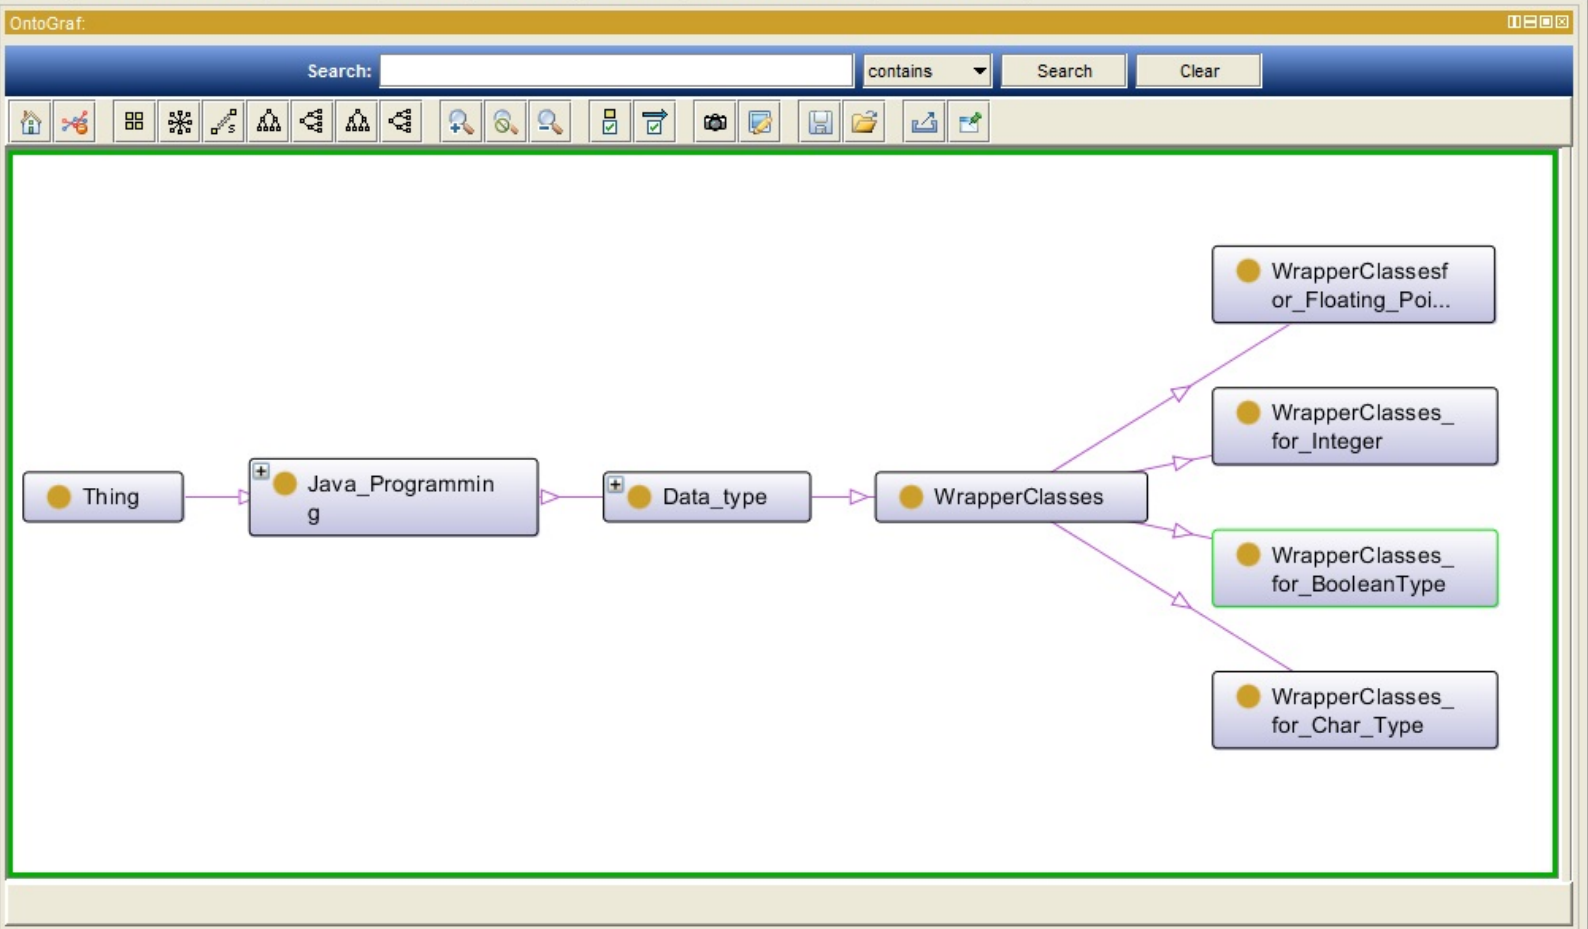 OntoGraf:
Search:
contains
Search
Clear
WrapperClassesf
or_Floating_Poi...
WrapperClasses_
for_Integer
Thing
Java_Programmin
g
Data_type
WrapperClasses
WrapperClasses_
for_BooleanType
WrapperClasses_
for_Char_Type